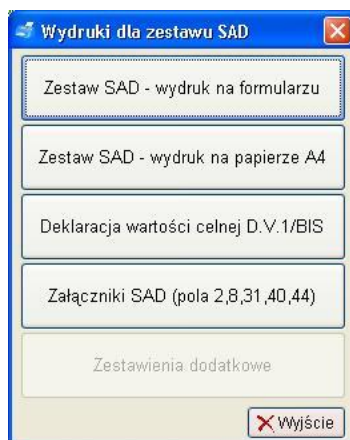 Wydruki dla zestawu SAD
Zestaw SAD - wydruk na formularzu
Zestaw SAD - wydruk na papierze A4
Deklaracja wartości celnej D.V.1/BIS
Załączniki SAD (pola 2,8,31,40,44)
Zestawienia dodatkowe
Wyjście